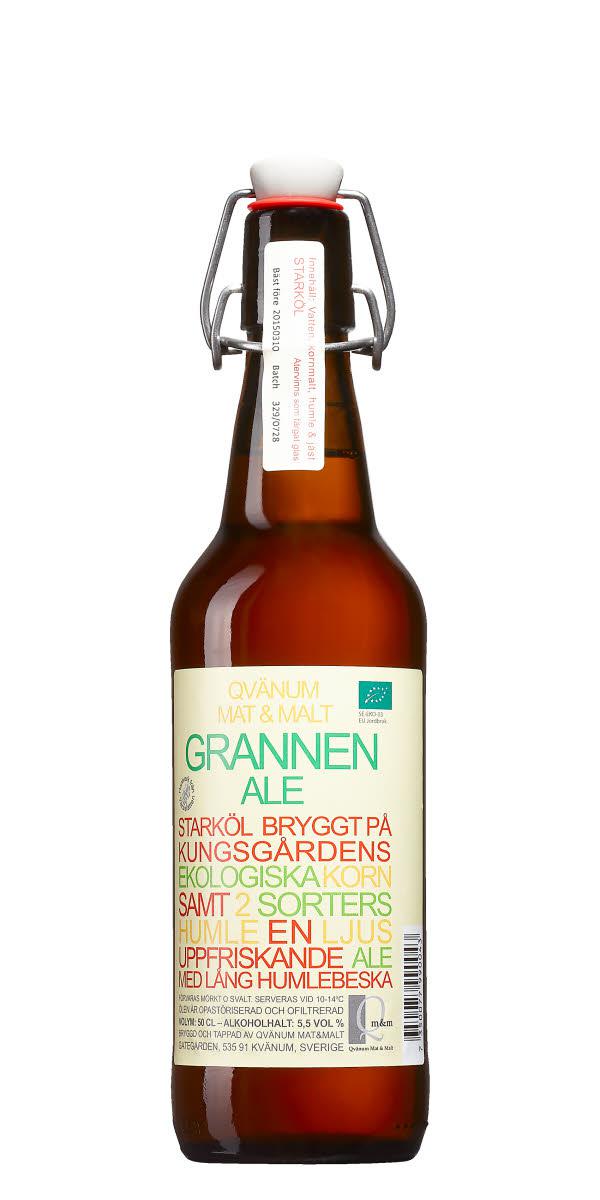 Innehåll: Vatten, kornmalt, humle & jäst
STARKÖL
Återvinns som färgat glas
Bäst före 20150310 Batch 329/0728
QVÄNUM
MAT & MALT
SE-EKO-03
EU Jordbruk
GRANNEN
ALE
STARKÖL BRYGGT PÅ
KUNGSGÅRDENS
EKOLOGISKA KORN
SAMT 2 SORTERS
HUMLE EN LJUS
UPPFRISKANDE ALE
MED LÅNG HUMLEBESKA
FÖRVARAS MÖRKT O SVALT. SERVERAS VID 10-14°C
ÖLEN ÄR OPASTÖRISERAD OCH OFILTRERAD
VOLYM: 50 CL – ALKOHOLHALT: 5,5 VOL %
BRYGGD OCH TAPPAD AV QVÄNUM MAT&MALT
GATEGÅRDEN, 535 91 KVÄNUM, SVERIGE
Q m&m
Qvänum Mat & Malt